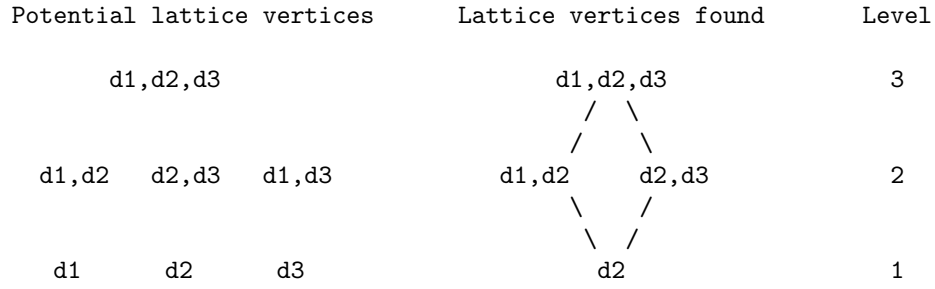 Potential lattice vertices Lattice vertices found Level
d1,d2,d3 d1,d2,d3 3
d1,d2 d2,d3 d1,d3 d1,d2 d2,d3 2
d1 d2 d3 d2 1